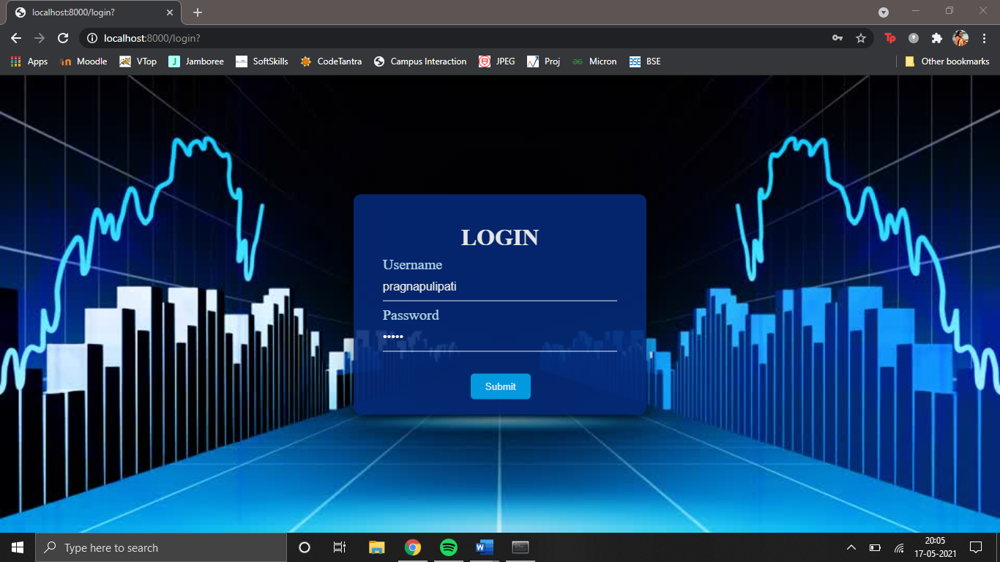 localhost:8000/login?
localhost:8000/login?
Tp
Apps Moodle VTop J Jamboree SoftSkills CodeTantra Campus Interaction JPEG Proj Micron BSE Other bookmarks
LOGIN
Username
pragnapulipati
Password
•••••
Submit
Type here to search
20:05
17-05-2021